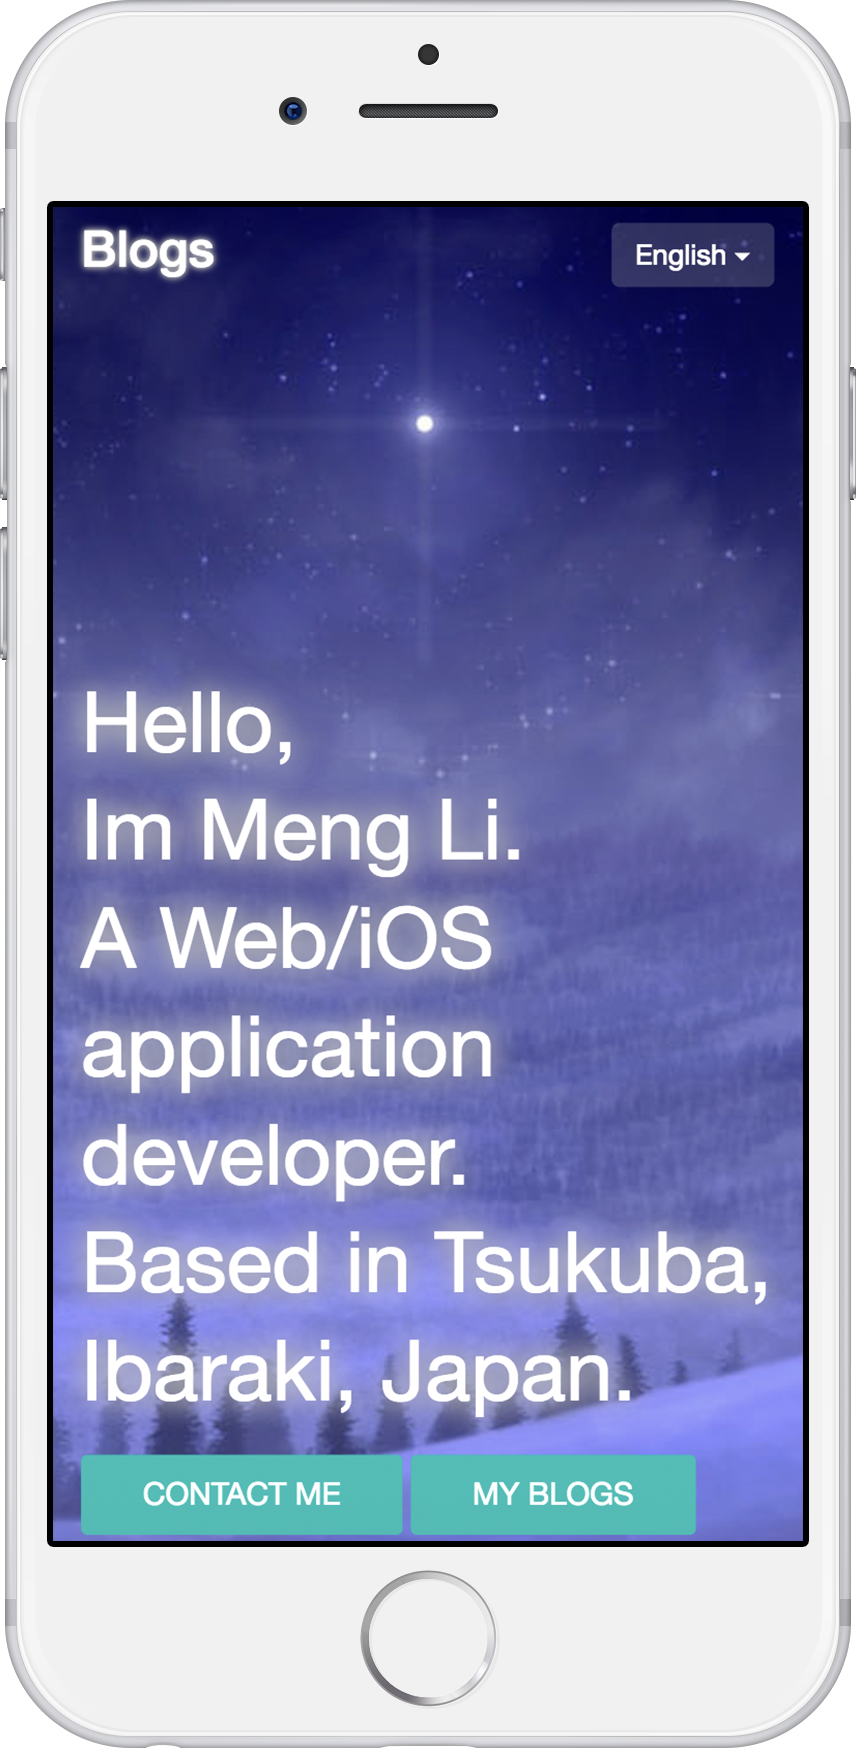 Blogs
English
Hello,
Im Meng Li.
A Web/iOS
application
developer.
Based in Tsukuba,
Ibaraki, Japan.
CONTACT ME
MY BLOGS